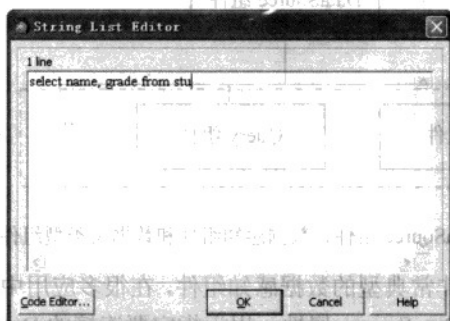 String List Editor
1 line
select name, grade from stu
Code Editor...
OK
Cancel
Help